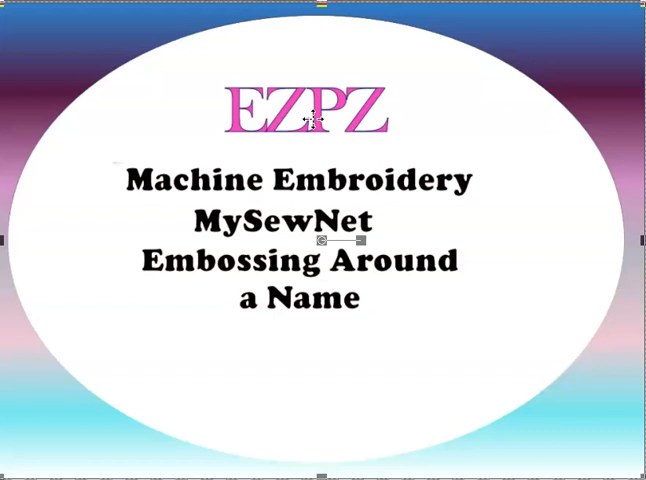 EZPZ
Machine Embroidery
MySewNet
Embossing Around
a Name